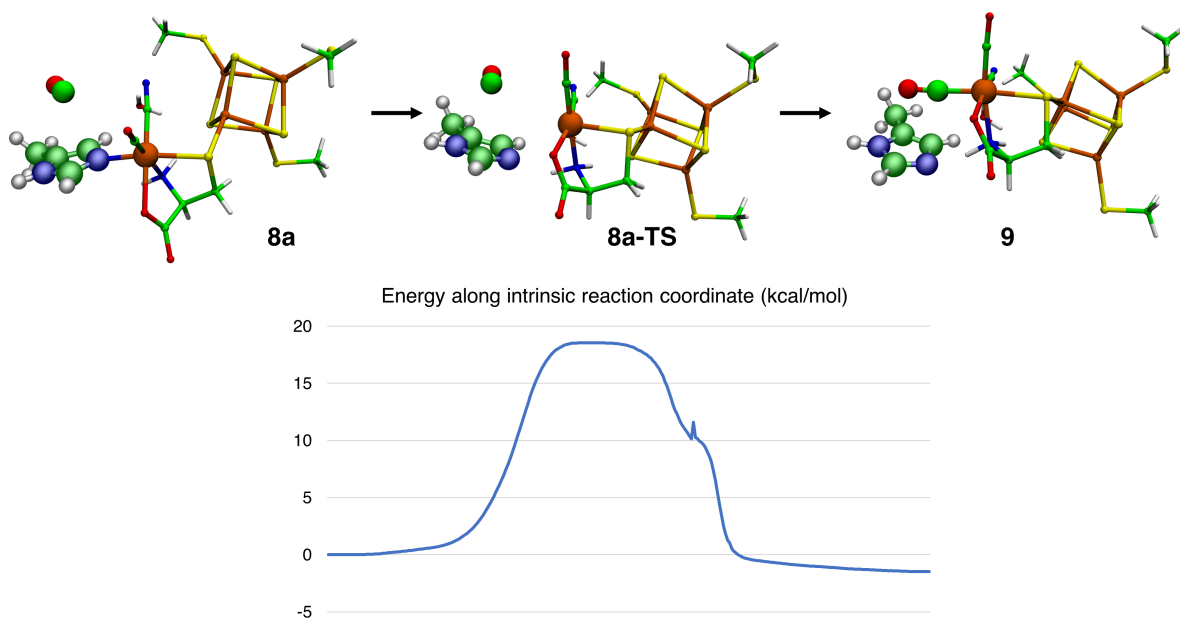 8a
8a-TS
9
Energy along intrinsic reaction coordinate (kcal/mol)
20
15
10
5
0
-5